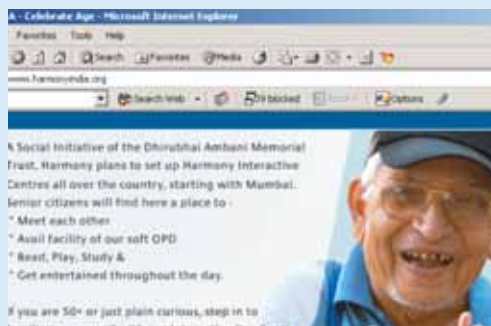 A - Celebrate Age - Microsoft Internet Explorer
Favorites Tools Help
Search Favorites Media
www.harmonyindia.org
Search Web blocked Options
A Social Initiative of the Dhirubhai Ambani Memorial
Trust, Harmony plans to set up Harmony Interactive
Centres all over the country, starting with Mumbai.
Senior citizens will find here a place to -
* Meet each other
* Avail facility of our soft OPD
* Read, Play, Study &
* Get entertained throughout the day.
If you are 50+ or just plain curious, step in to